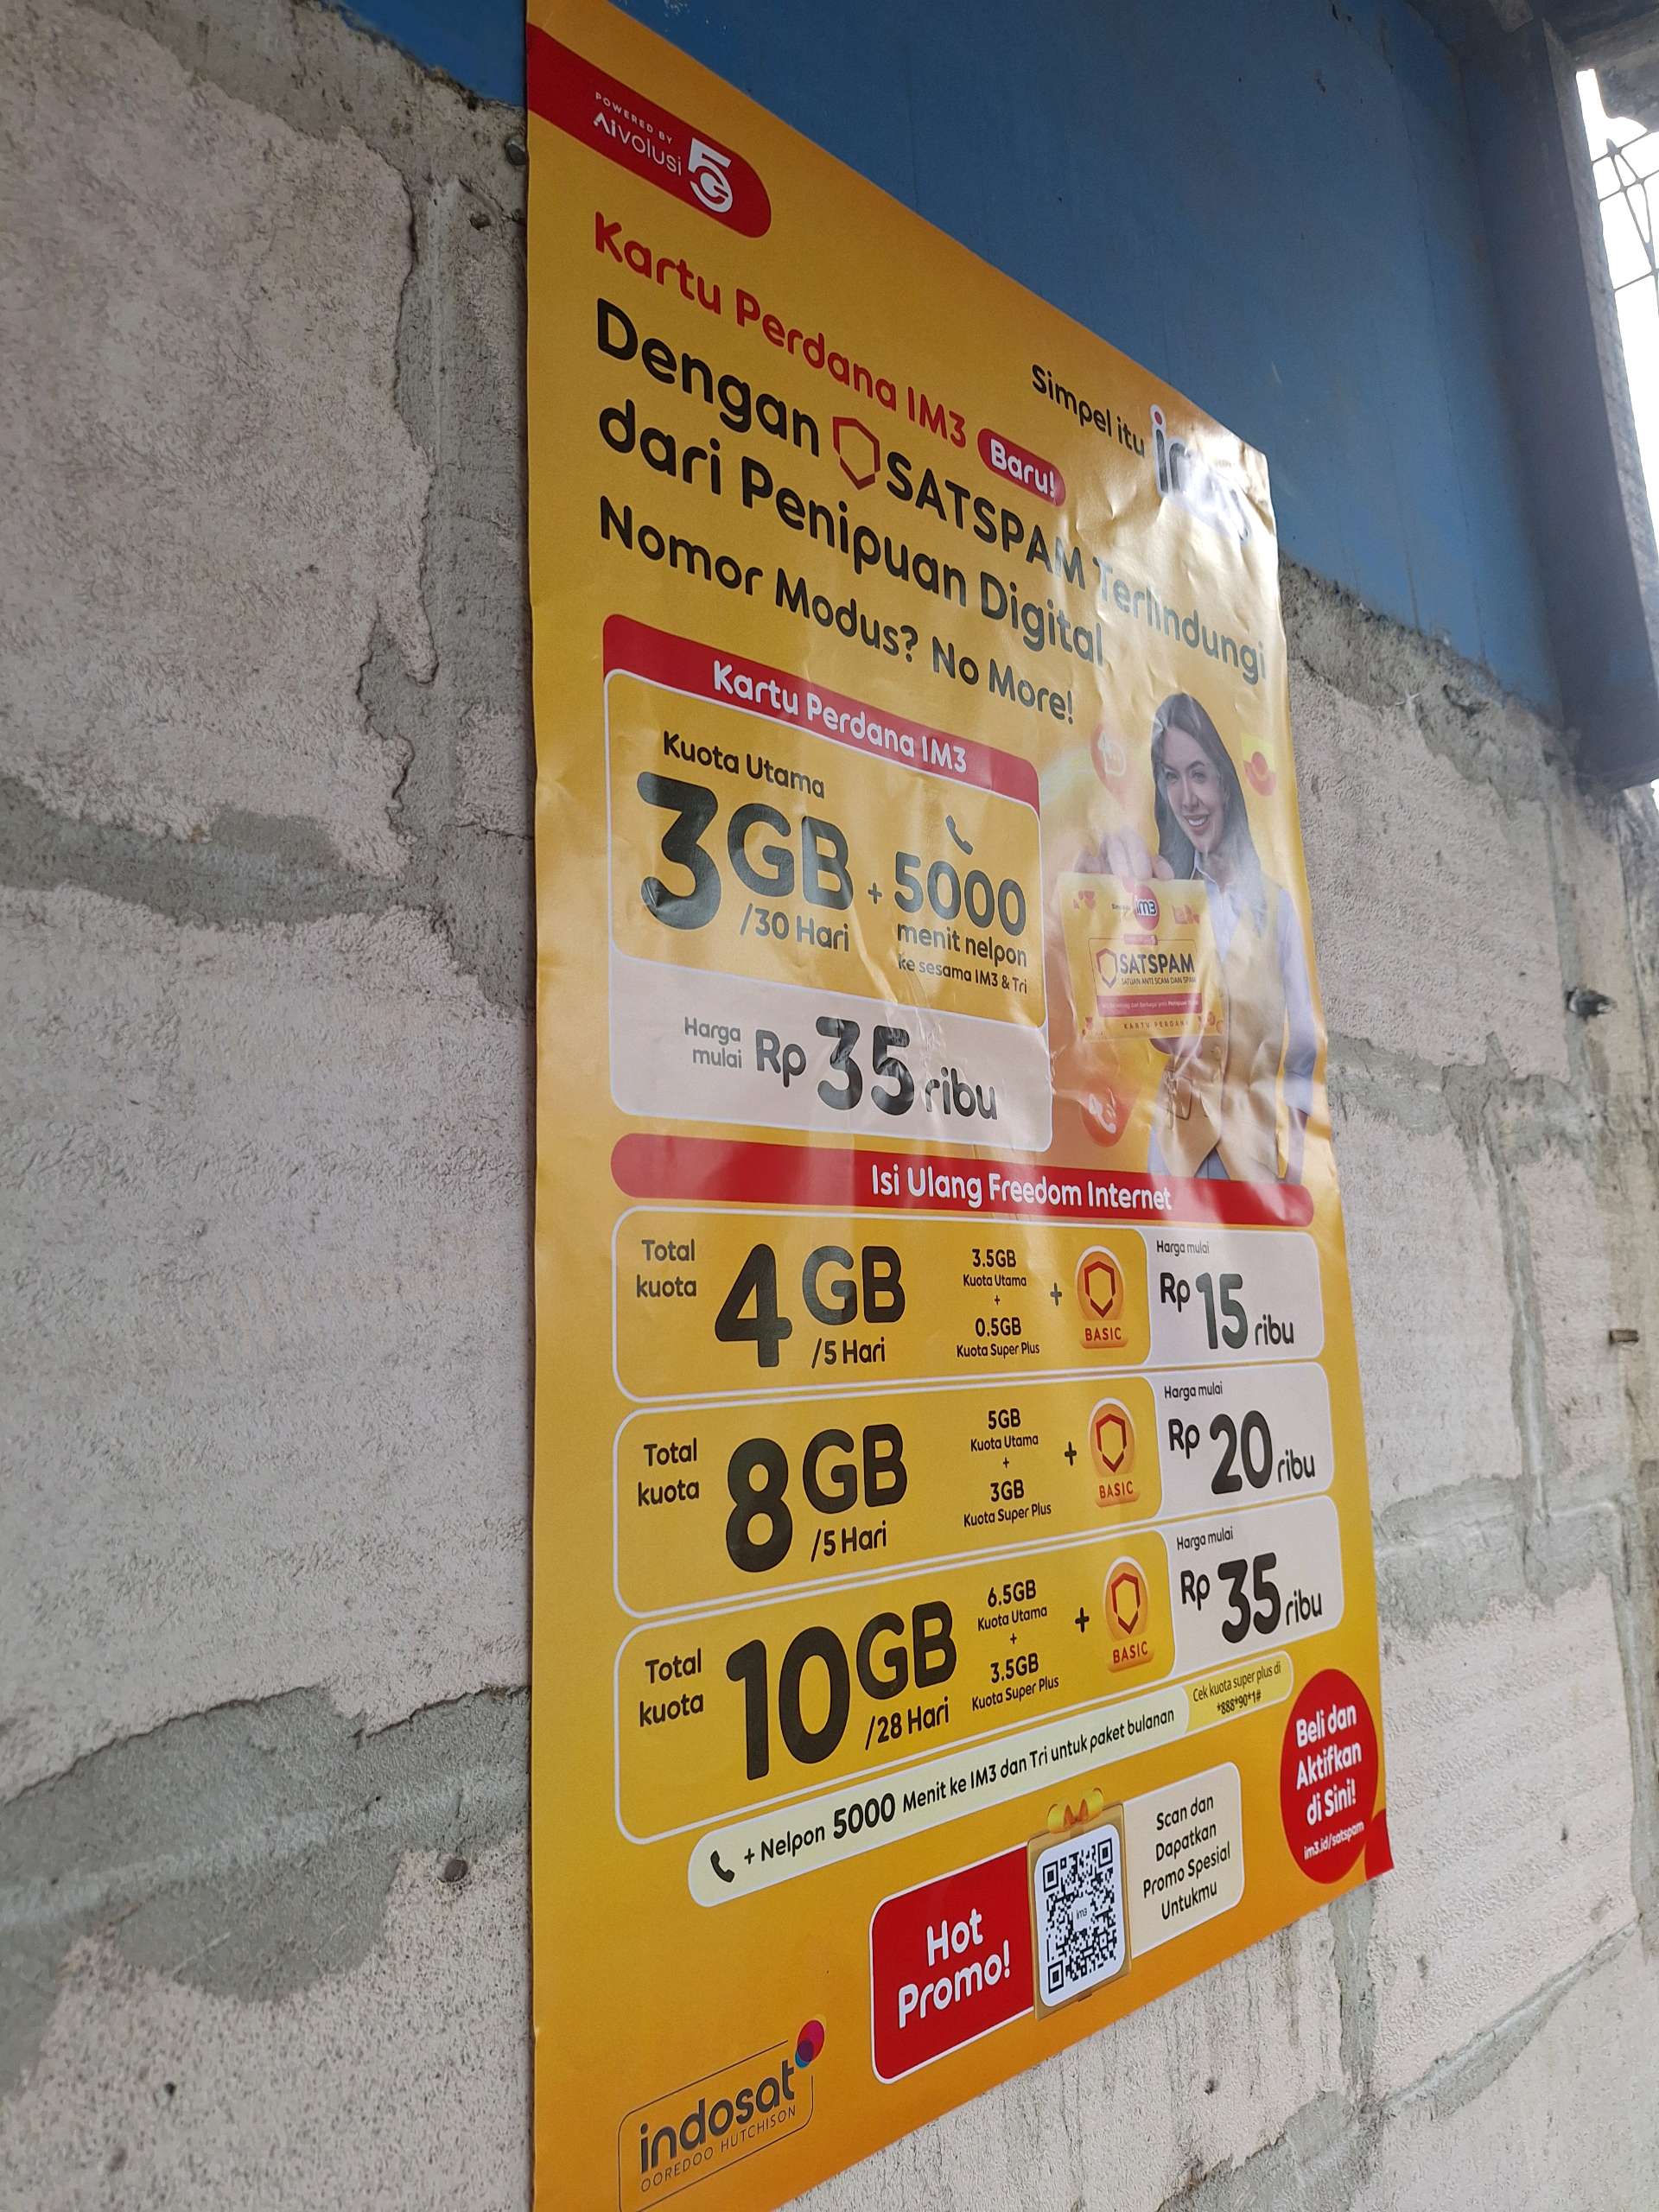 POWERED BY
AIVOLUSI 5G
Simpel itu
im3
Kartu Perdana IM3 Baru!
Dengan SATSPAM Terlindungi
dari Penipuan Digital
Nomor Modus? No More!
Kartu Perdana IM3
Kuota Utama
3GB
/30 Hari
+ 5000
menit nelpon
ke sesama IM3 & Tri
Harga
mulai
Rp 35 ribu
im3
SATSPAM
SATUAN ANTI SCAM DAN SPAM
KARTU PERDANA
Isi Ulang Freedom Internet
Total
kuota
4GB
/5 Hari
3.5GB
Kuota Utama
+
0.5GB
Kuota Super Plus
+
BASIC
Harga mulai
Rp 15 ribu
Total
kuota
8GB
/5 Hari
5GB
Kuota Utama
+
3GB
Kuota Super Plus
+
BASIC
Harga mulai
Rp 20 ribu
Total
kuota
10GB
/28 Hari
6.5GB
Kuota Utama
+
3.5GB
Kuota Super Plus
+
BASIC
Harga mulai
Rp 35 ribu
+ Nelpon 5000 Menit ke IM3 dan Tri untuk paket bulanan
Cek kuota super plus di
*888*90*1#
Beli dan
Aktifkan
di Sini!
im3.id/satspam
Hot
Promo!
im3
Scan dan
Dapatkan
Promo Spesial
Untukmu
indosat
OOREDOO HUTCHISON